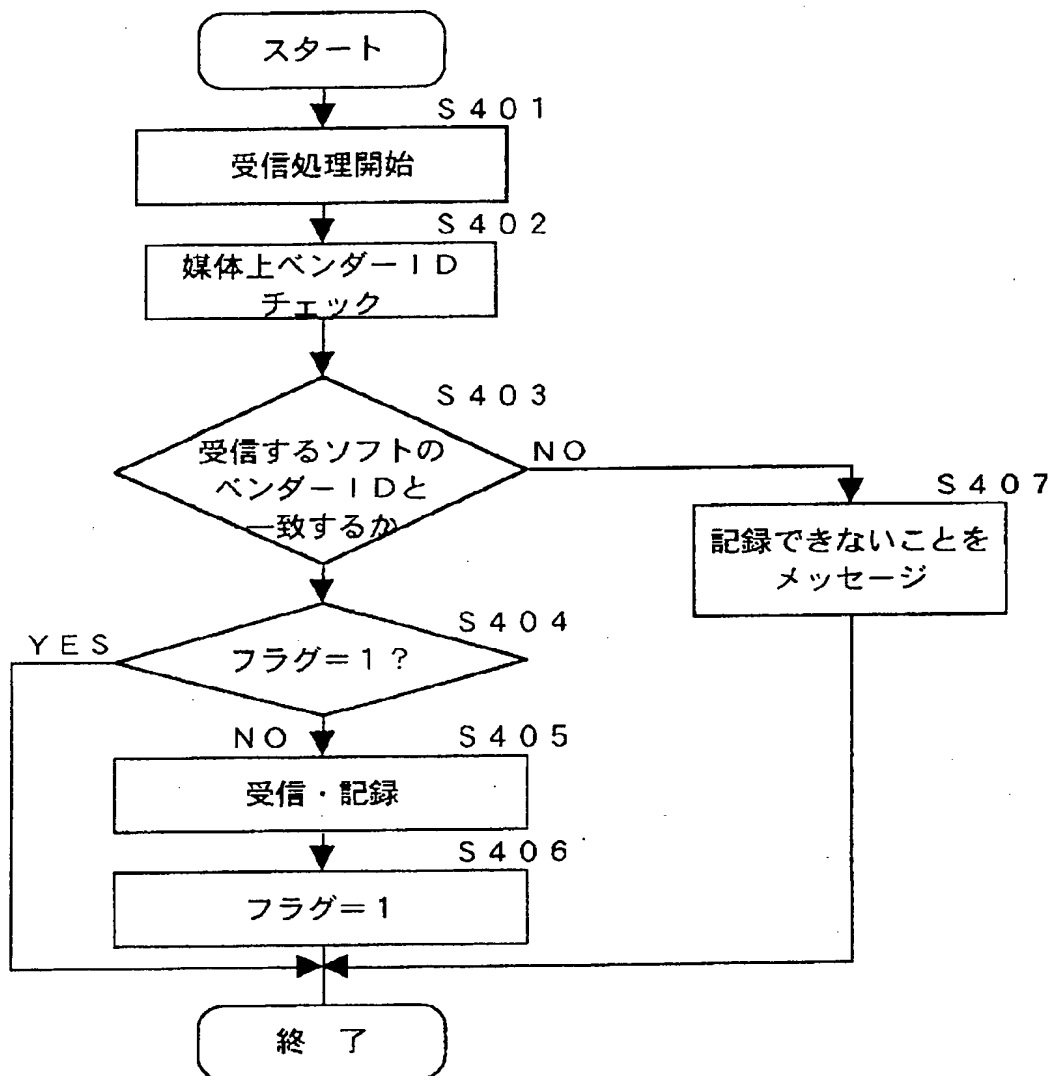 スタート
Ｓ４０１
受信処理開始
Ｓ４０２
媒体上ベンダーＩＤ
チェック
Ｓ４０３
受信するソフトの
ベンダーＩＤと
一致するか
ＮＯ
Ｓ４０７
記録できないことを
メッセージ
Ｓ４０４
ＹＥＳ
フラグ＝１？
ＮＯ
Ｓ４０５
受信・記録
Ｓ４０６
フラグ＝１
終 了